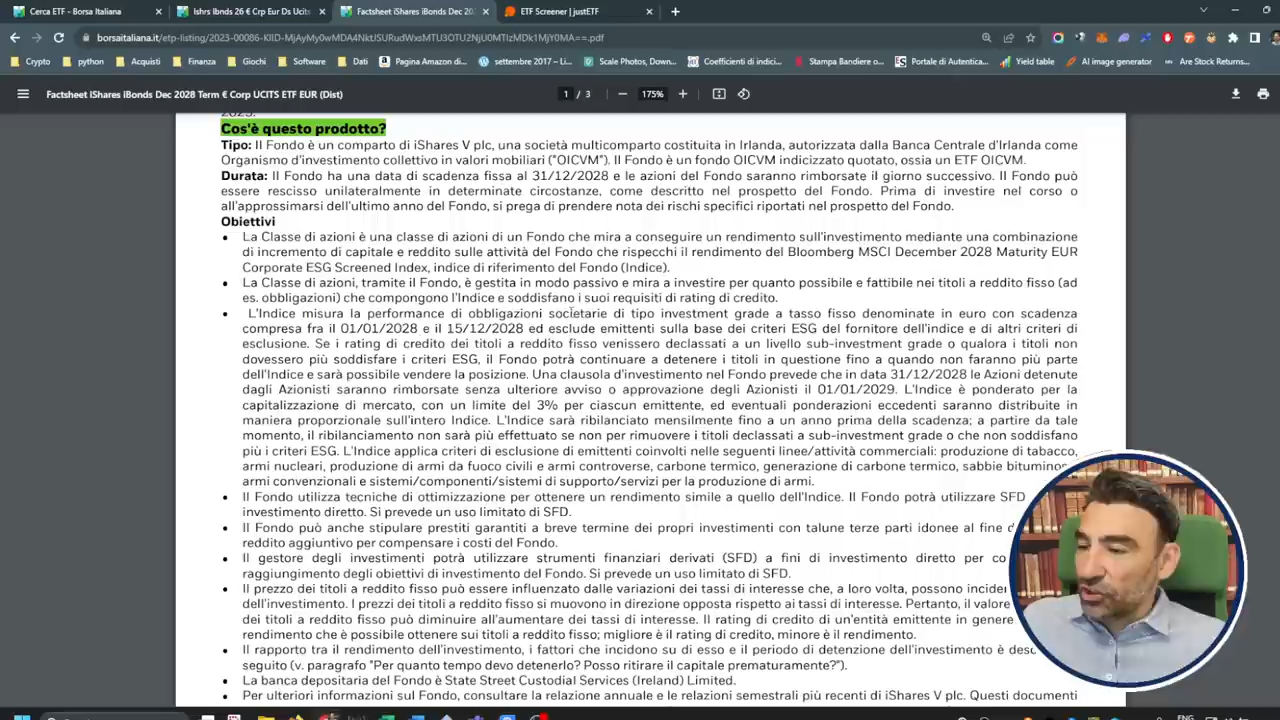 Cerca ETF - Borsa Italiana
Ishrs Ibnds 26 € Crp Eur Ds Ucits
Factsheet iShares iBonds Dec 202
ETF Screener | justETF
borsaitaliana.it/etp-listing/2023-00086-KIID-MjAyMy0wMDA4NktJSURudWxsMTU3OTU2NjU0MTIzMDk1MjY0MA==.pdf
Crypto
python
Acquisti
Finanza
Giochi
Software
Dati
Pagina Amazon di...
settembre 2017 – Li...
Scale Photos, Down...
Coefficienti di indici...
Stampa Bandiere o...
Portale di Autentica...
Yield table
AI image generator
Are Stock Returns...
Factsheet iShares iBonds Dec 2028 Term € Corp UCITS ETF EUR (Dist)
1 / 3
175%
Cos'è questo prodotto?
Tipo: Il Fondo è un comparto di iShares V plc, una società multicomparto costituita in Irlanda, autorizzata dalla Banca Centrale d'Irlanda come
Organismo d'investimento collettivo in valori mobiliari ("OICVM"). Il Fondo è un fondo OICVM indicizzato quotato, ossia un ETF OICVM.
Durata: Il Fondo ha una data di scadenza fissa al 31/12/2028 e le azioni del Fondo saranno rimborsate il giorno successivo. Il Fondo può
essere rescisso unilateralmente in determinate circostanze, come descritto nel prospetto del Fondo. Prima di investire nel corso o
all'approssimarsi dell'ultimo anno del Fondo, si prega di prendere nota dei rischi specifici riportati nel prospetto del Fondo.
Obiettivi
• La Classe di azioni è una classe di azioni di un Fondo che mira a conseguire un rendimento sull'investimento mediante una combinazione
di incremento di capitale e reddito sulle attività del Fondo che rispecchi il rendimento del Bloomberg MSCI December 2028 Maturity EUR
Corporate ESG Screened Index, indice di riferimento del Fondo (Indice).
• La Classe di azioni, tramite il Fondo, è gestita in modo passivo e mira a investire per quanto possibile e fattibile nei titoli a reddito fisso (ad
es. obbligazioni) che compongono l'Indice e soddisfano i suoi requisiti di rating di credito.
• L'Indice misura la performance di obbligazioni societarie di tipo investment grade a tasso fisso denominate in euro con scadenza
compresa fra il 01/01/2028 e il 15/12/2028 ed esclude emittenti sulla base dei criteri ESG del fornitore dell'indice e di altri criteri di
esclusione. Se i rating di credito dei titoli a reddito fisso venissero declassati a un livello sub-investment grade o qualora i titoli non
dovessero più soddisfare i criteri ESG, il Fondo potrà continuare a detenere i titoli in questione fino a quando non faranno più parte
dell'Indice e sarà possibile vendere la posizione. Una clausola d'investimento nel Fondo prevede che in data 31/12/2028 le Azioni detenute
dagli Azionisti saranno rimborsate senza ulteriore avviso o approvazione degli Azionisti il 01/01/2029. L'Indice è ponderato per la
capitalizzazione di mercato, con un limite del 3% per ciascun emittente, ed eventuali ponderazioni eccedenti saranno distribuite in
maniera proporzionale sull'intero Indice. L'Indice sarà ribilanciato mensilmente fino a un anno prima della scadenza; a partire da tale
momento, il ribilanciamento non sarà più effettuato se non per rimuovere i titoli declassati a sub-investment grade o che non soddisfano
più i criteri ESG. L'Indice applica criteri di esclusione di emittenti coinvolti nelle seguenti linee/attività commerciali: produzione di tabacco,
armi nucleari, produzione di armi da fuoco civili e armi controverse, carbone termico, generazione di carbone termico, sabbie bituminose,
armi convenzionali e sistemi/componenti/sistemi di supporto/servizi per la produzione di armi.
• Il Fondo utilizza tecniche di ottimizzazione per ottenere un rendimento simile a quello dell'Indice. Il Fondo potrà utilizzare SFD
investimento diretto. Si prevede un uso limitato di SFD.
• Il Fondo può anche stipulare prestiti garantiti a breve termine dei propri investimenti con talune terze parti idonee al fine
reddito aggiuntivo per compensare i costi del Fondo.
• Il gestore degli investimenti potrà utilizzare strumenti finanziari derivati (SFD) a fini di investimento diretto per
raggiungimento degli obiettivi di investimento del Fondo. Si prevede un uso limitato di SFD.
• Il prezzo dei titoli a reddito fisso può essere influenzato dalle variazioni dei tassi di interesse che, a loro volta, possono
dell'investimento. I prezzi dei titoli a reddito fisso si muovono in direzione opposta rispetto ai tassi di interesse. Pertanto, il valore
dei titoli a reddito fisso può diminuire all'aumentare dei tassi di interesse. Il rating di credito di un'entità emittente in genere
rendimento che è possibile ottenere sui titoli a reddito fisso; migliore è il rating di credito, minore è il rendimento.
• Il rapporto tra il rendimento dell'investimento, i fattori che incidono su di esso e il periodo di detenzione dell'investimento è
seguito (v. paragrafo "Per quanto tempo devo detenerlo? Posso ritirare il capitale prematuramente?").
• La banca depositaria del Fondo è State Street Custodial Services (Ireland) Limited.
• Per ulteriori informazioni sul Fondo, consultare la relazione annuale e le relazioni semestrali più recenti di iShares V plc. Questi documenti
ENG